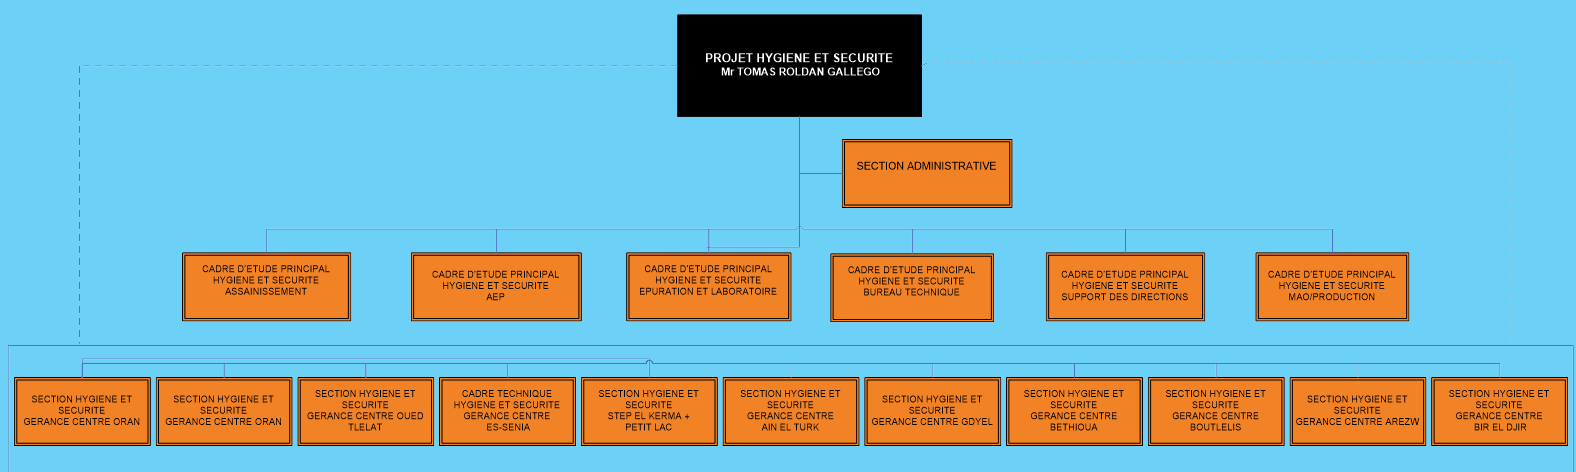 PROJET HYGIENE ET SECURITE
Mr TOMAS ROLDAN GALLEGO
SECTION ADMINISTRATIVE
CADRE D'ETUDE PRINCIPAL
HYGIENE ET SECURITE
ASSAINISSEMENT
CADRE D'ETUDE PRINCIPAL
HYGIENE ET SECURITE
AEP
CADRE D'ETUDE PRINCIPAL
HYGIENE ET SECURITE
EPURATION ET LABORATOIRE
CADRE D'ETUDE PRINCIPAL
HYGIENE ET SECURITE
BUREAU TECHNIQUE
CADRE D'ETUDE PRINCIPAL
HYGIENE ET SECURITE
SUPPORT DES DIRECTIONS
CADRE D'ETUDE PRINCIPAL
HYGIENE ET SECURITE
MAO/PRODUCTION
SECTION HYGIENE ET
SECURITE
GERANCE CENTRE ORAN
SECTION HYGIENE ET
SECURITE
GERANCE CENTRE ORAN
SECTION HYGIENE ET
SECURITE
GERANCE CENTRE OUED
TLELAT
CADRE TECHNIQUE
HYGIENE ET SECURITE
GERANCE CENTRE
ES-SENIA
SECTION HYGIENE ET
SECURITE
STEP EL KERMA +
PETIT LAC
SECTION HYGIENE ET
SECURITE
GERANCE CENTRE
AIN EL TURK
SECTION HYGIENE ET
SECURITE
GERANCE CENTRE GDYEL
SECTION HYGIENE ET
SECURITE
GERANCE CENTRE
BETHIOUA
SECTION HYGIENE ET
SECURITE
GERANCE CENTRE
BOUTLELIS
SECTION HYGIENE ET
SECURITE
GERANCE CENTRE AREZW
SECTION HYGIENE ET
SECURITE
GERANCE CENTRE
BIR EL DJIR